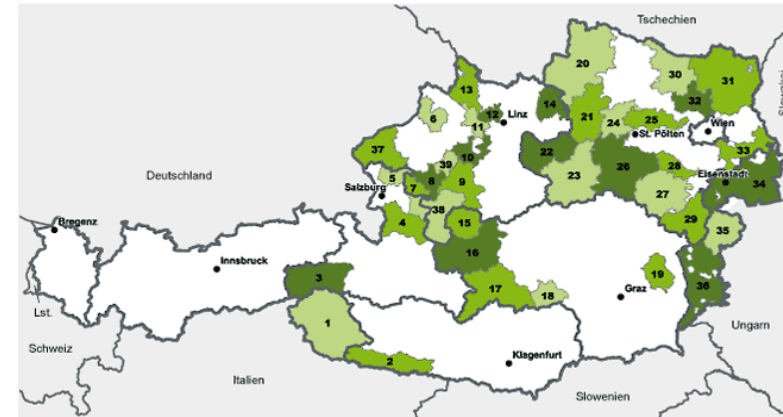 Tschechien
20
30
31
13
32
14
12
6
Linz
21
24
25
Wien
11
St. Pölten
37
10
33
22
39
28
Deutschland
5
8
26
7
9
23
Eisenstadt
34
Salzburg
27
38
4
15
29
Bregenz
35
16
Innsbruck
19
3
17
18
36
Graz
Lst.
1
Ungarn
Schweiz
2
Klagenfurt
Italien
Slowenien